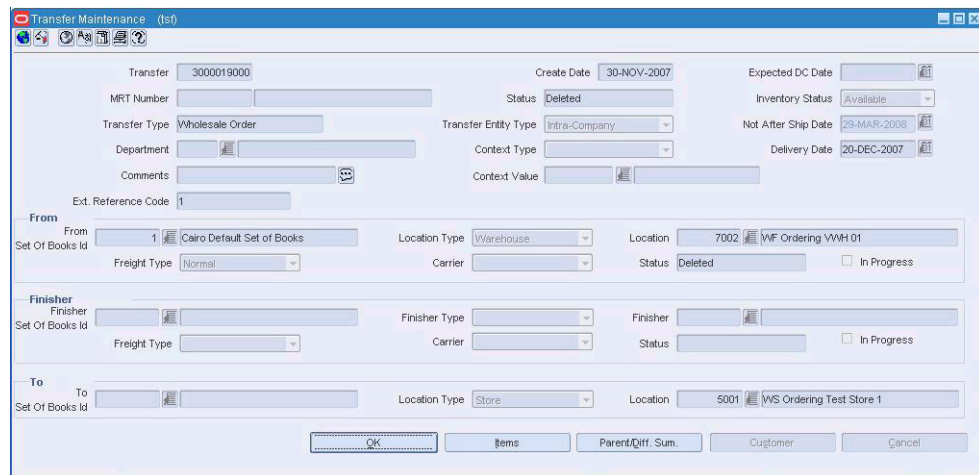 Transfer Maintenance (tsf)
Transfer 3000019000 Create Date 30-NOV-2007 Expected DC Date
MRT Number Status Deleted Inventory Status Available
Transfer Type Wholesale Order Transfer Entity Type Intra-Company Not After Ship Date 29-MAR-2008
Department Context Type Delivery Date 20-DEC-2007
Comments Context Value
Ext. Reference Code 1
From
From
Set Of Books Id 1 Cairo Default Set of Books Location Type Warehouse Location 7002 WF Ordering VWH 01
Freight Type Normal Carrier Status Deleted In Progress
Finisher
Finisher
Set Of Books Id Finisher Type Finisher
Freight Type Carrier Status In Progress
To
To
Set Of Books Id Location Type Store Location 5001 WS Ordering Test Store 1
OK Items Parent/Diff. Sum. Customer Cancel